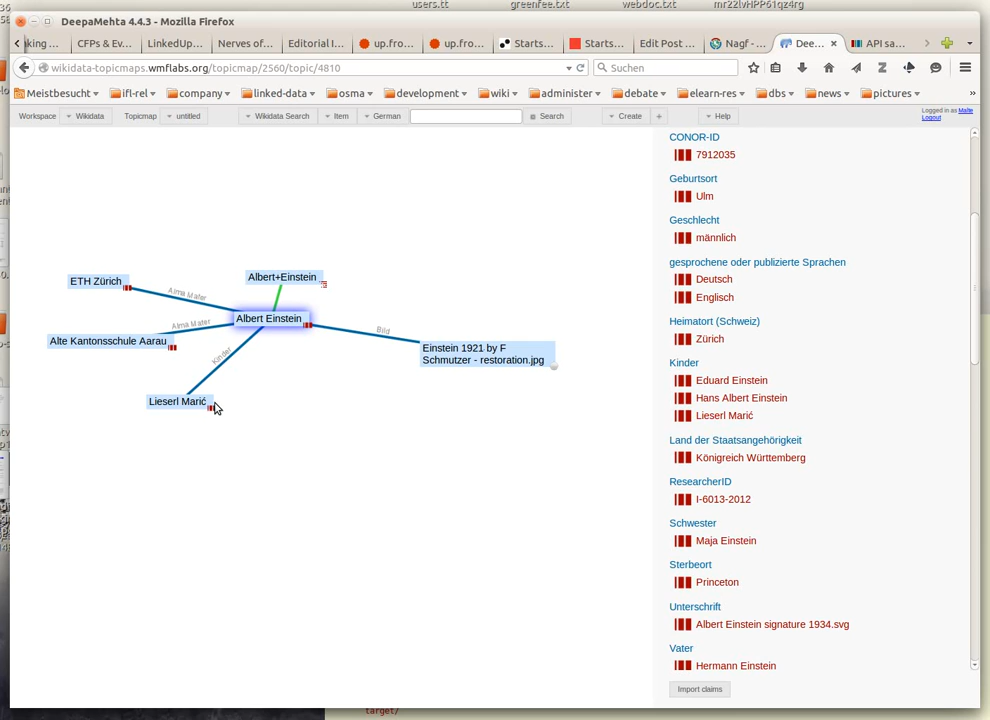 users.tt
greenfee.txt
webdoc.txt
DeepaMehta 4.4.3 - Mozilla Firefox
aking ...
CFPs & Ev...
LinkedUp...
Nerves of...
Editorial I...
up.fro...
up.fro...
Starts...
Starts...
Edit Post ...
Nagf - ...
Dee...
API sa...
wikidata-topicmaps.wmflabs.org/topicmap/2560/topic/4810
Suchen
Meistbesucht
ifl-rel
company
linked-data
osma
development
wiki
administer
debate
elearn-res
dbs
news
pictures
»
Workspace
Wikidata
Topicmap
untitled
Wikidata Search
Item
German
Search
Create
+
Help
Logged in as Malte
Logout
ETH Zürich
Alma Mater
Albert+Einstein
Albert Einstein
Alte Kantonsschule Aarau
Alma Mater
Bild
Einstein 1921 by F
Schmutzer - restoration.jpg
Kinder
Lieserl Marić
CONOR-ID
7912035
Geburtsort
Ulm
Geschlecht
männlich
gesprochene oder publizierte Sprachen
Deutsch
Englisch
Heimatort (Schweiz)
Zürich
Kinder
Eduard Einstein
Hans Albert Einstein
Lieserl Marić
Land der Staatsangehörigkeit
Königreich Württemberg
ResearcherID
I-6013-2012
Schwester
Maja Einstein
Sterbeort
Princeton
Unterschrift
Albert Einstein signature 1934.svg
Vater
Hermann Einstein
Import claims
target/